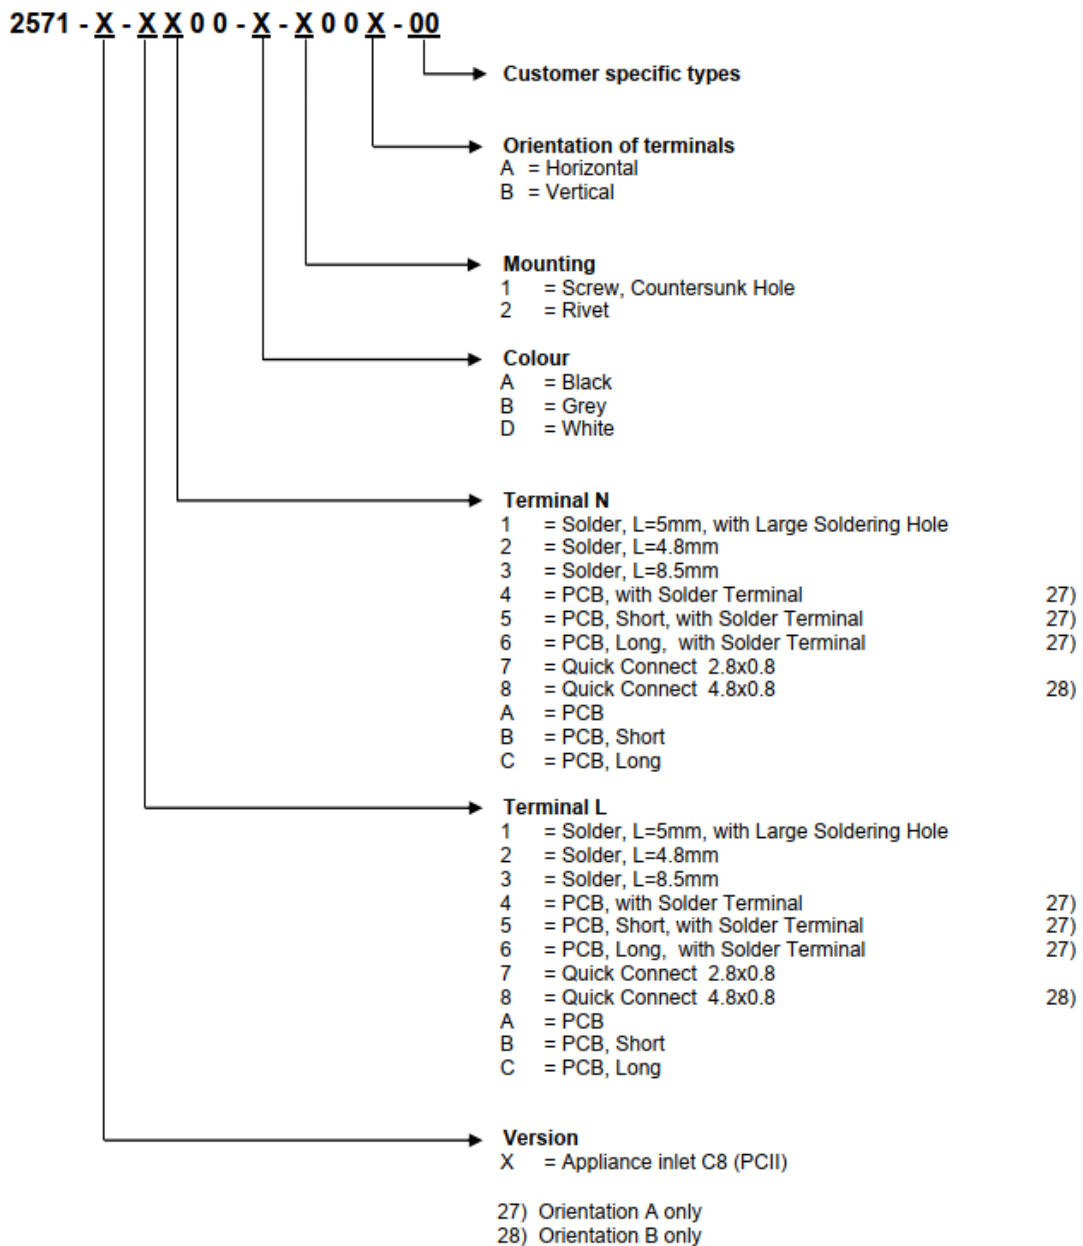 2571 - X - X X 0 0 - X - X 0 0 X - 00
Customer specific types
Orientation of terminals
A = Horizontal
B = Vertical
Mounting
1 = Screw, Countersunk Hole
2 = Rivet
Colour
A = Black
B = Grey
D = White
Terminal N
1 = Solder, L=5mm, with Large Soldering Hole
2 = Solder, L=4.8mm
3 = Solder, L=8.5mm
4 = PCB, with Solder Terminal 27)
5 = PCB, Short, with Solder Terminal 27)
6 = PCB, Long, with Solder Terminal 27)
7 = Quick Connect 2.8x0.8
8 = Quick Connect 4.8x0.8 28)
A = PCB
B = PCB, Short
C = PCB, Long
Terminal L
1 = Solder, L=5mm, with Large Soldering Hole
2 = Solder, L=4.8mm
3 = Solder, L=8.5mm
4 = PCB, with Solder Terminal 27)
5 = PCB, Short, with Solder Terminal 27)
6 = PCB, Long, with Solder Terminal 27)
7 = Quick Connect 2.8x0.8
8 = Quick Connect 4.8x0.8 28)
A = PCB
B = PCB, Short
C = PCB, Long
Version
X = Appliance inlet C8 (PCII)
27) Orientation A only
28) Orientation B only